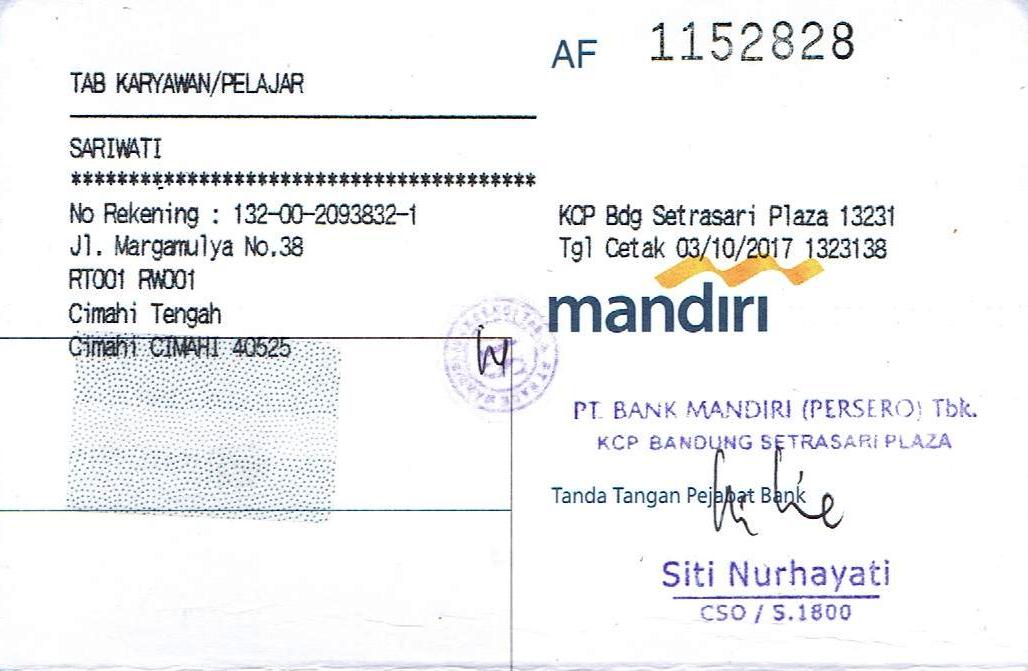 AF 1152828
TAB KARYAWAN/PELAJAR
SARIWATI
*****************************************
No Rekening : 132-00-2093832-1
Jl. Margamulya No.38
RT001 RW001
Cimahi Tengah
Cimahi CIMAHI 40525
KCP Bdg Setrasari Plaza 13231
Tgl Cetak 03/10/2017 1323138
mandiri
PT. BANK MANDIRI (PERSERO) Tbk.
KCP BANDUNG SETRASARI PLAZA
Tanda Tangan Pejabat Bank
Siti Nurhayati
CSO / S.1800